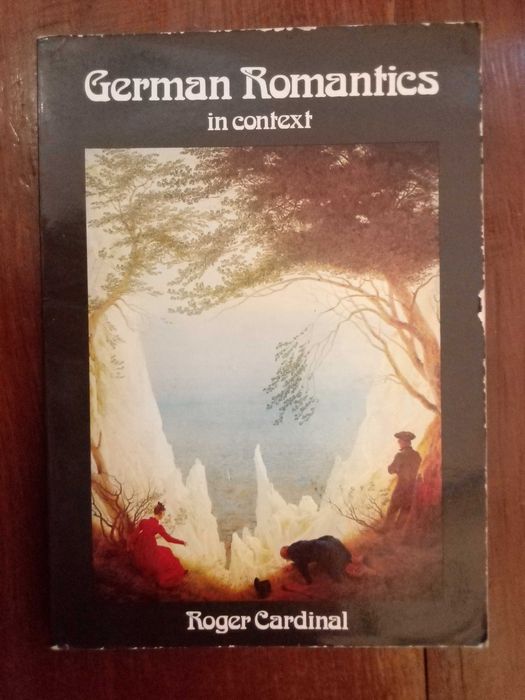 German Romantics
in context
Roger Cardinal